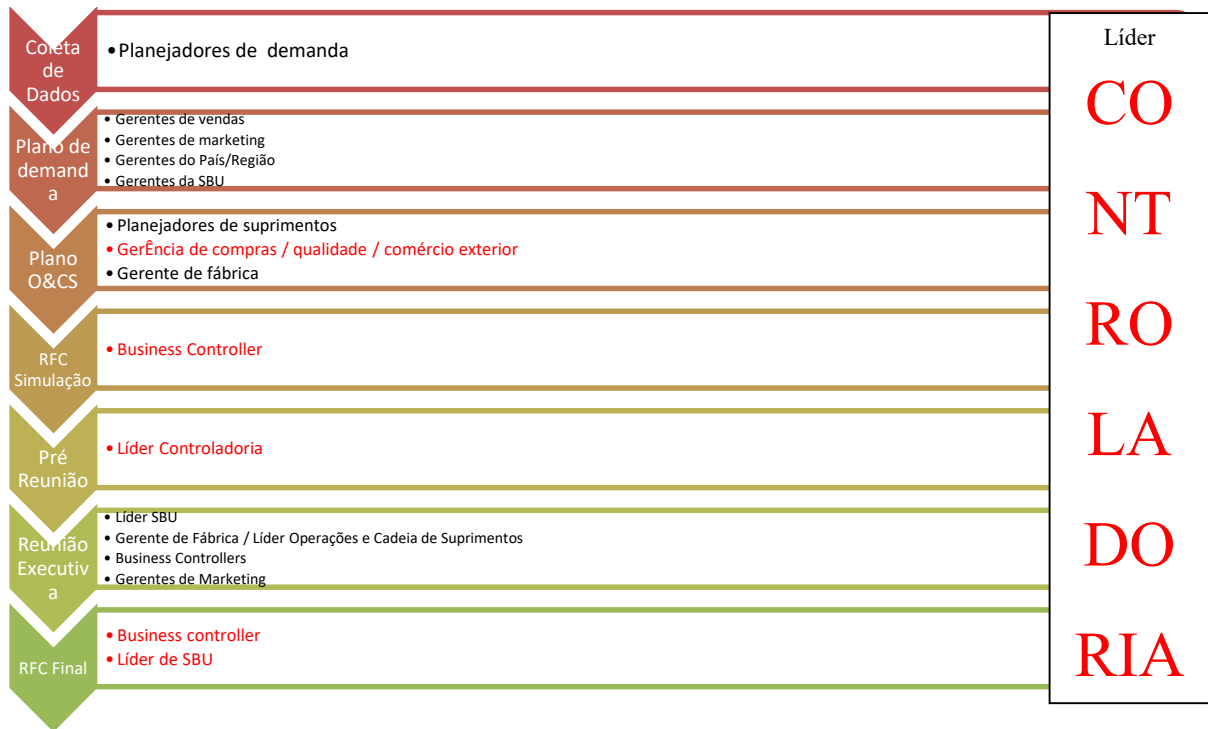 Coleta
de
Dados
•Planejadores de  demanda
Plano de
demand
a
• Gerentes de vendas
• Gerentes de marketing
• Gerentes do País/Região
• Gerentes da SBU
Plano
O&CS
• Planejadores de suprimentos
• GerÊncia de compras / qualidade / comércio exterior
• Gerente de fábrica
RFC
Simulação
• Business Controller
Pré
Reunião
• Líder Controladoria
Reunião
Executiv
a
• Líder SBU
• Gerente de Fábrica / Líder Operações e Cadeia de Suprimentos
• Business Controllers
• Gerentes de Marketing
RFC Final
• Business controller
• Líder de SBU
Líder
CO
NT
RO
LA
DO
RIA